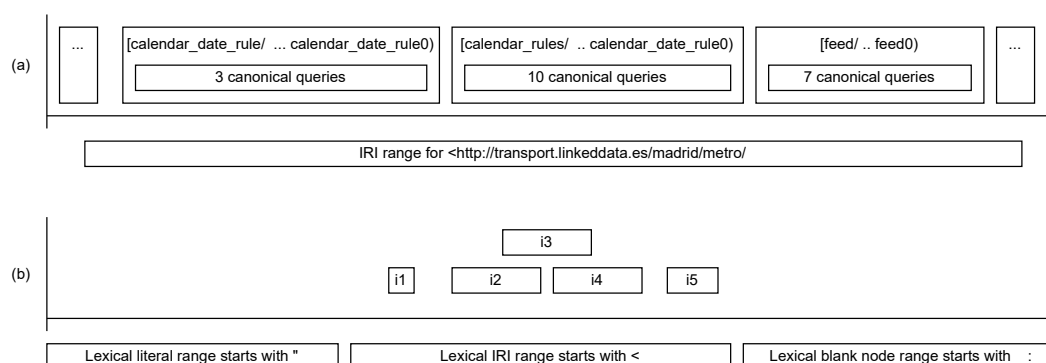 ... [calendar_date_rule/ ... calendar_date_rule0) [calendar_rules/ .. calendar_date_rule0) [feed/ .. feed0) ...
(a)
3 canonical queries 10 canonical queries 7 canonical queries
IRI range for <http://transport.linkeddata.es/madrid/metro/
i3
(b)
i1 i2 i4 i5
Lexical literal range starts with " Lexical IRI range starts with < Lexical blank node range starts with _: